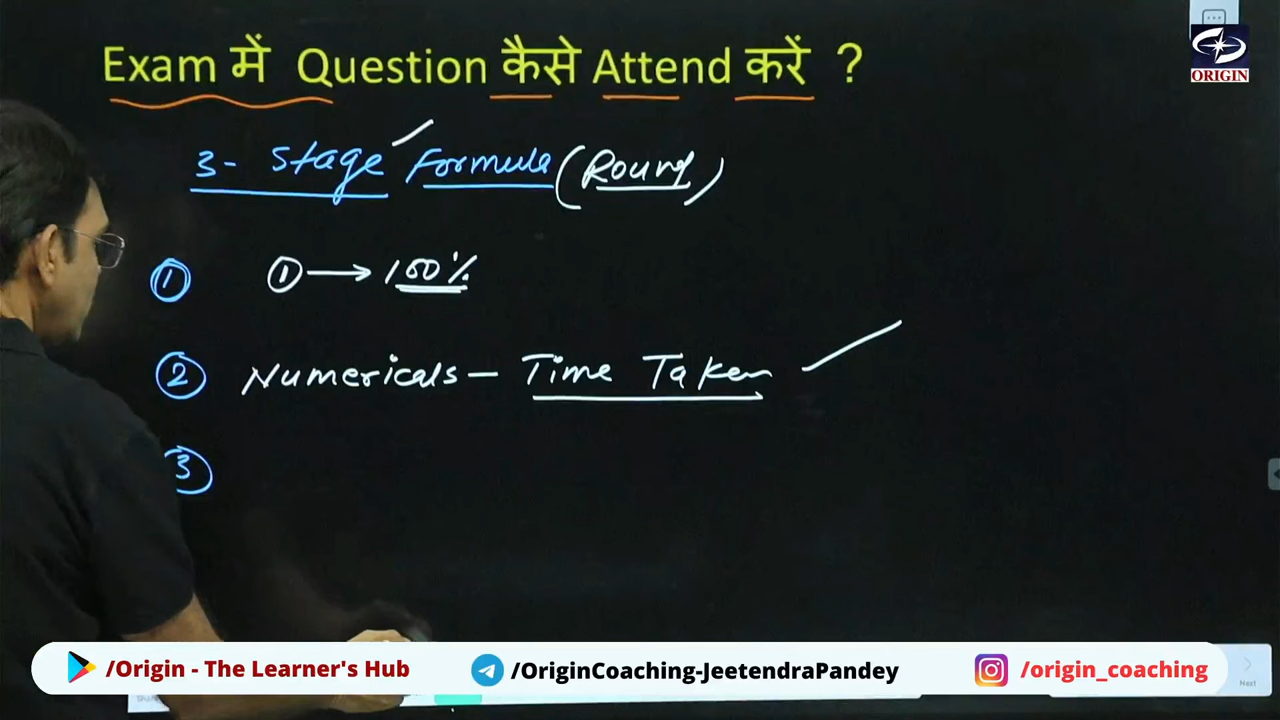 Exam में Question कैसे Attend करें ?
ORIGIN
3- Stage Formula (Round)
① ① → 100%
② Numericals - Time Taken
③
/Origin - The Learner's Hub
/OriginCoaching-JeetendraPandey
/origin_coaching
Next